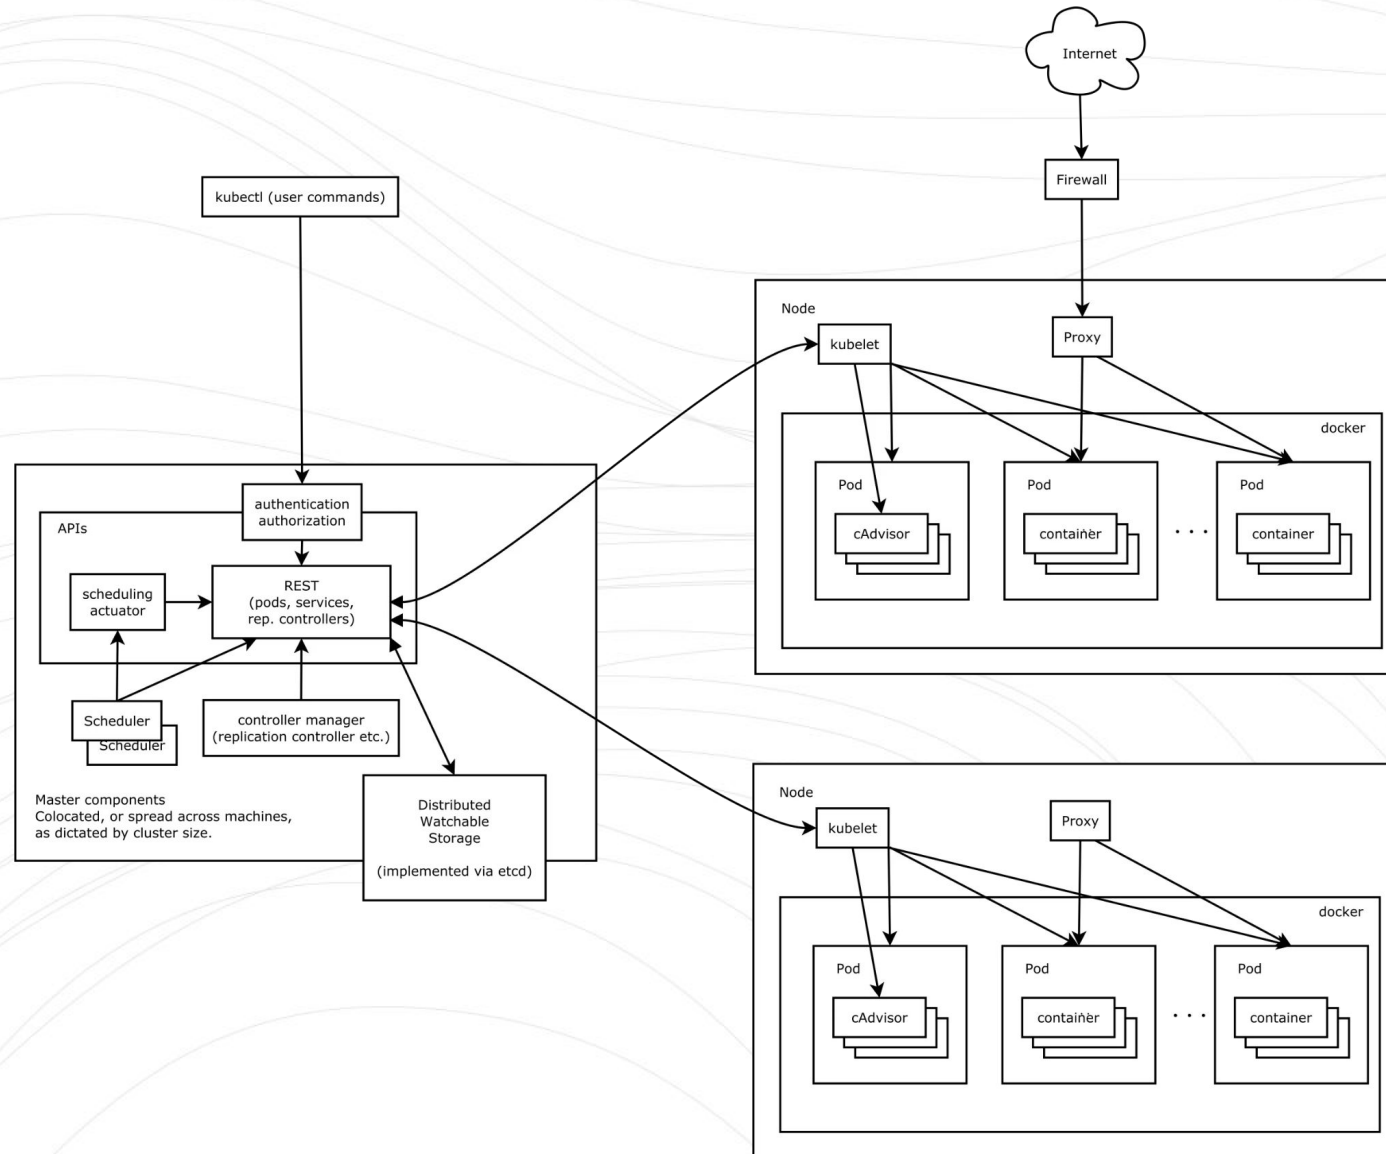 Internet
Firewall
kubectl (user commands)
Node
kubelet
Proxy
docker
Pod
cAdvisor
Pod
container
. . .
Pod
container
authentication
authorization
APIs
scheduling
actuator
REST
(pods, services,
rep. controllers)
Scheduler
Scheduler
controller manager
(replication controller etc.)
Master components
Colocated, or spread across machines,
as dictated by cluster size.
Distributed
Watchable
Storage
(implemented via etcd)
Node
kubelet
Proxy
docker
Pod
cAdvisor
Pod
container
. . .
Pod
container